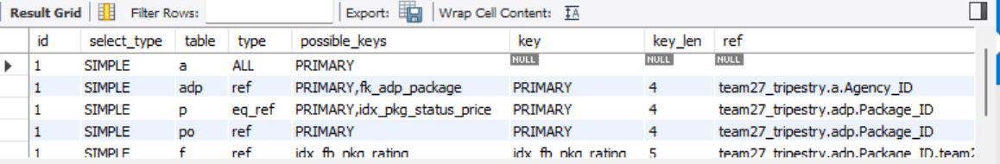 Result Grid Filter Rows: Export: Wrap Cell Content: IA
id select_type table type possible_keys key key_len ref
1 SIMPLE a ALL PRIMARY NULL NULL NULL
1 SIMPLE adp ref PRIMARY,fk_adp_package PRIMARY 4 team27_tripestry.a.Agency_ID
1 SIMPLE p eq_ref PRIMARY,idx_pkg_status_price PRIMARY 4 team27_tripestry.adp.Package_ID
1 SIMPLE po ref PRIMARY PRIMARY 4 team27_tripestry.adp.Package_ID
1 SIMPLE f ref idx_fb_pkg_rating idx_fb_pkg_rating 5 team27_tripestry.adp.Package_ID,team2